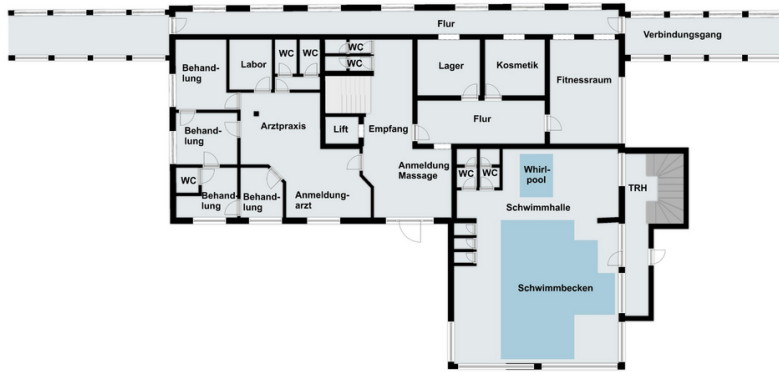 Flur
Verbindungsgang
WC
WC
WC
WC
Behand-
lung
Labor
Lager
Kosmetik
Fitnessraum
Behand-
lung
Arztpraxis
Lift
Empfang
Flur
WC
Behand-
lung
Behand-
lung
Anmeldung-
arzt
Anmeldung
Massage
WC
WC
Whirl-
pool
TRH
Schwimmhalle
Schwimmbecken